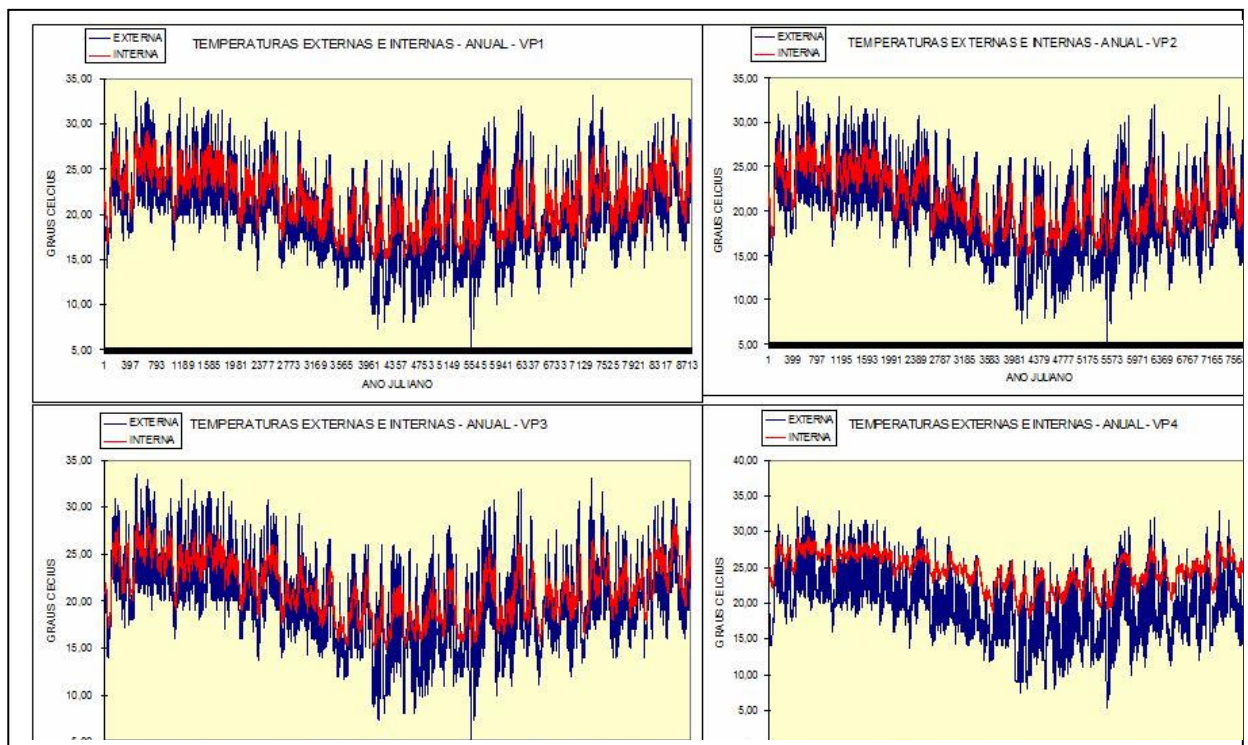 EXTERNA
INTERNA
TEMPERATURAS EXTERNAS E INTERNAS - ANUAL - VP1
35,00
30,00
25,00
20,00
15,00
10,00
5,00
GRAUS CELCIUS
1 397 793 1189 1585 1981 2377 2773 3169 3565 3961 4357 4753 5149 5545 5941 6337 6733 7129 7525 7921 8317 8713
ANO JULIANO
EXTERNA
INTERNA
TEMPERATURAS EXTERNAS E INTERNAS - ANUAL - VP2
35,00
30,00
25,00
20,00
15,00
10,00
5,00
GRAUS CELCIUS
1 399 797 1195 1593 1991 2389 2787 3185 3583 3981 4379 4777 5175 5573 5971 6369 6767 7165 7563
ANO JULIANO
EXTERNA
INTERNA
TEMPERATURAS EXTERNAS E INTERNAS - ANUAL - VP3
35,00
30,00
25,00
20,00
15,00
10,00
GRAUS CELCIUS
EXTERNA
INTERNA
TEMPERATURAS EXTERNAS E INTERNAS - ANUAL - VP4
40,00
35,00
30,00
25,00
20,00
15,00
10,00
5,00
GRAUS CELCIUS